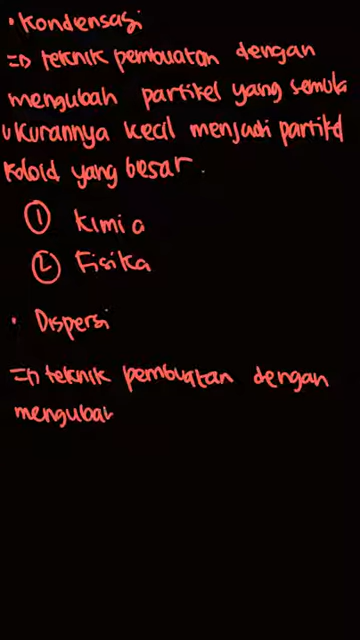 • Kondensasi
=> teknik pembuatan dengan
mengubah partikel yang semula
ukurannya kecil menjadi partikel
koloid yang besar.
① Kimia
② Fisika
• Dispersi
=> teknik pembuatan dengan
mengubah